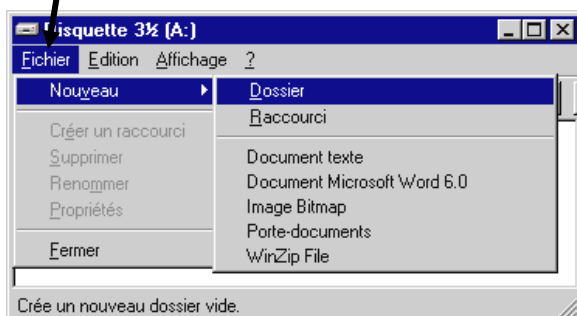 Disquette 3½ (A:)
Fichier Edition Affichage ?
Nouveau
Créer un raccourci
Supprimer
Renommer
Propriétés
Fermer
Dossier
Raccourci
Document texte
Document Microsoft Word 6.0
Image Bitmap
Porte-documents
WinZip File
Crée un nouveau dossier vide.